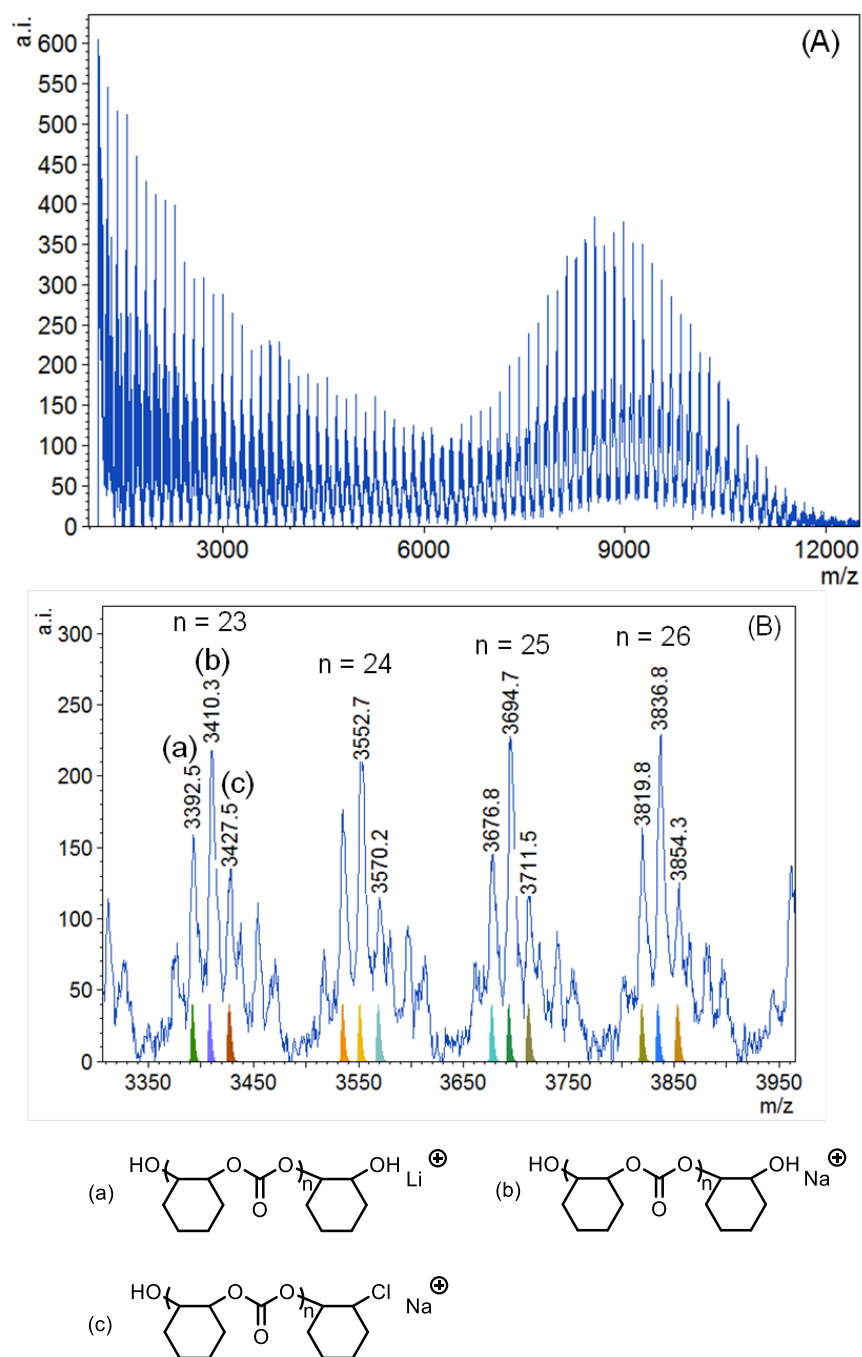 a.i.
(A)
600
550
500
450
400
350
300
250
200
150
100
50
0
3000 6000 9000 12000
m/z
a.i.
(B)
n = 23 n = 24 n = 25 n = 26
(a) (b) (c)
3392.5 3410.3 3427.5 3552.7 3570.2 3676.8 3694.7 3711.5 3819.8 3836.8 3854.3
300
250
200
150
100
50
0
3350 3450 3550 3650 3750 3850 3950
m/z
(a) HO O O n OH Li ⊕
O
(b) HO O O n OH Na ⊕
O
(c) HO O O n Cl Na ⊕
O